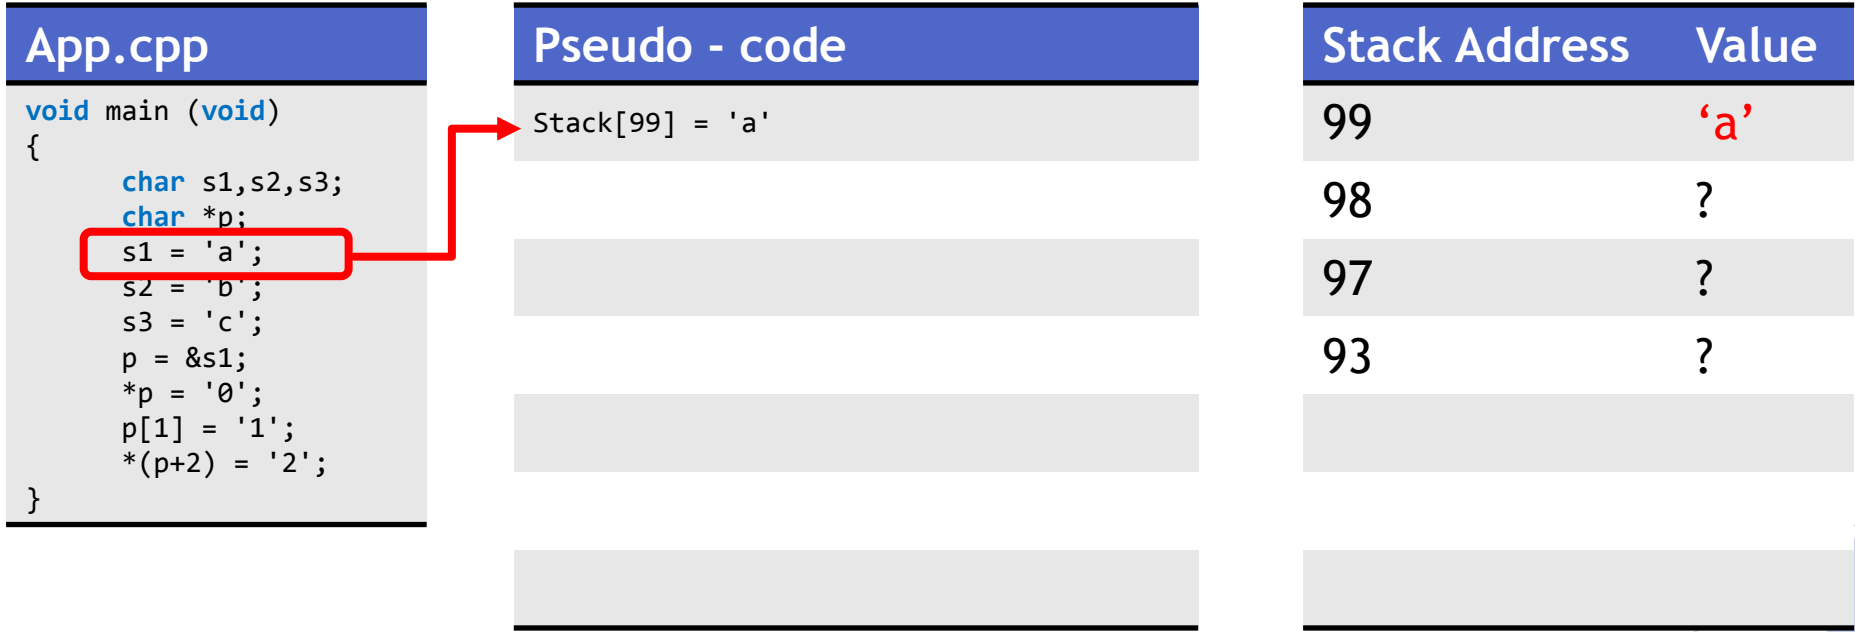 App.cpp
void main (void)
{
char s1,s2,s3;
char *p;
s1 = 'a';
s2 = 'b';
s3 = 'c';
p = &s1;
*p = '0';
p[1] = '1';
*(p+2) = '2';
}
Pseudo - code
Stack[99] = 'a'
Stack Address Value
99 ‘a’
98 ?
97 ?
93 ?